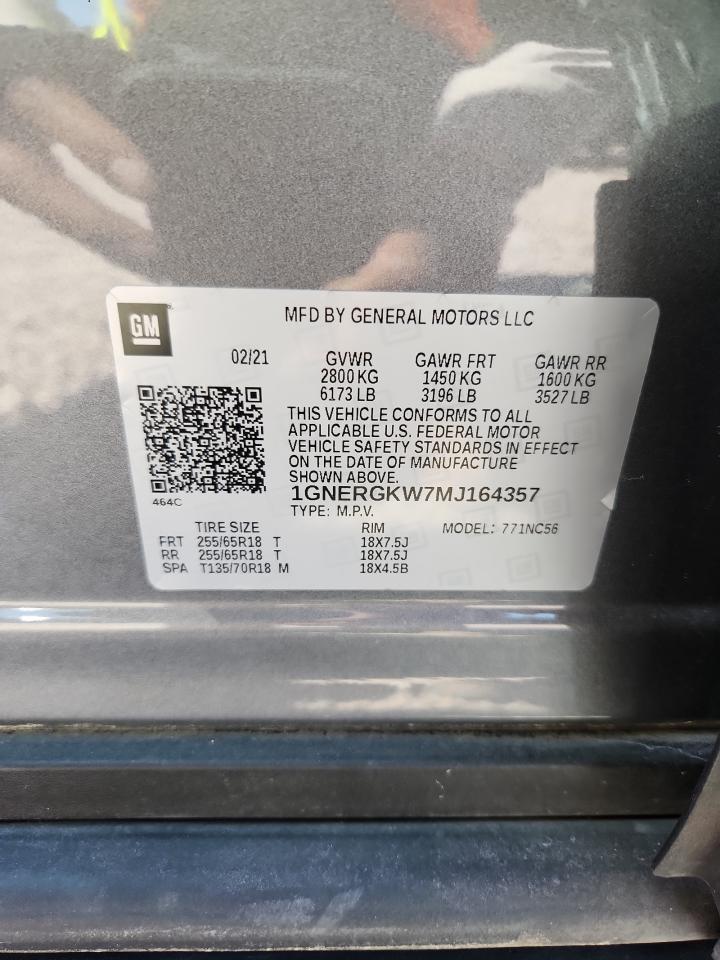 GM
MFD BY GENERAL MOTORS LLC
02/21 GVWR GAWR FRT GAWR RR
2800 KG 1450 KG 1600 KG
6173 LB 3196 LB 3527 LB
THIS VEHICLE CONFORMS TO ALL
APPLICABLE U.S. FEDERAL MOTOR
VEHICLE SAFETY STANDARDS IN EFFECT
ON THE DATE OF MANUFACTURE
SHOWN ABOVE.
464C
1GNERGKW7MJ164357
TYPE: M.P.V.
TIRE SIZE RIM MODEL: 771NC56
FRT 255/65R18 T 18X7.5J
RR 255/65R18 T 18X7.5J
SPA T135/70R18 M 18X4.5B